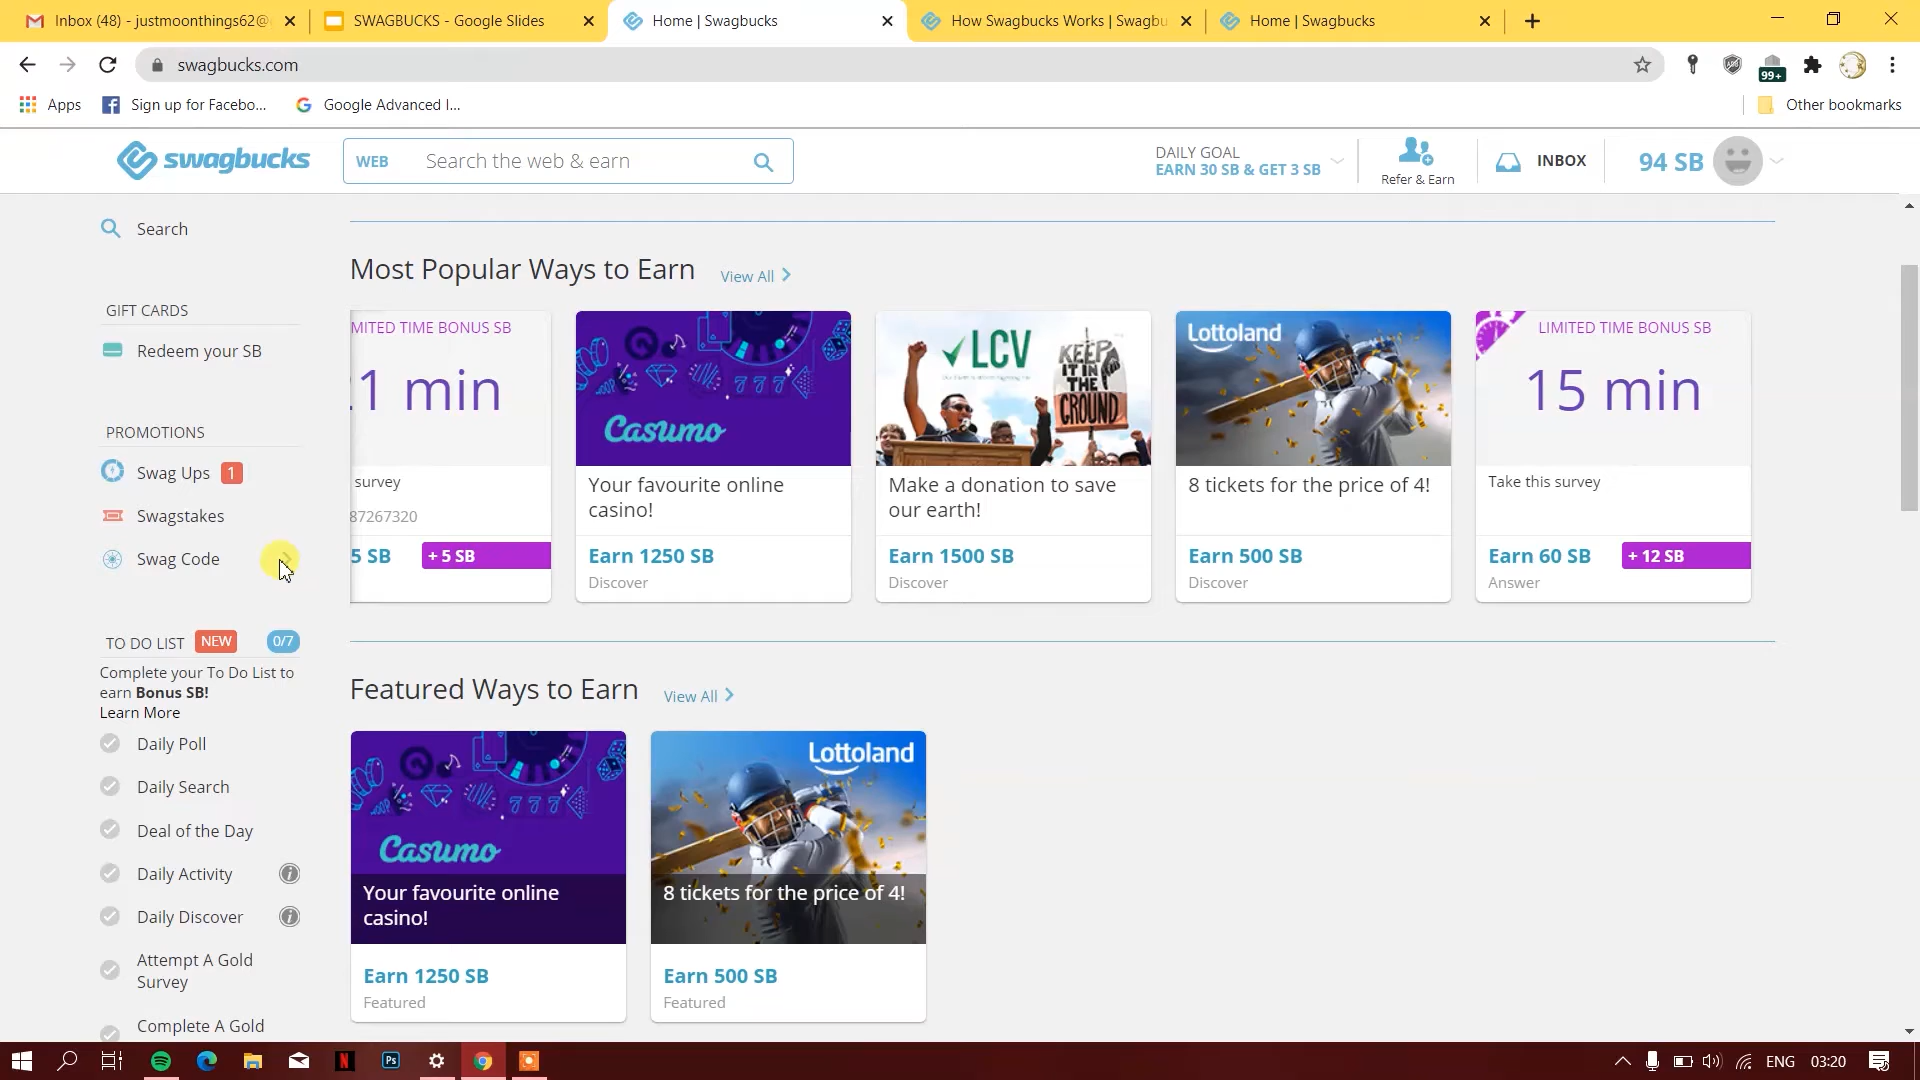 Inbox (48) - justmoonthings62@
SWAGBUCKS - Google Slides
Home | Swagbucks
How Swagbucks Works | Swagbu
Home | Swagbucks
swagbucks.com
99+
Apps
Sign up for Facebo...
Google Advanced I...
Other bookmarks
swagbucks
WEB
Search the web & earn
DAILY GOAL
EARN 30 SB & GET 3 SB
Refer & Earn
INBOX
94 SB
Search
GIFT CARDS
Redeem your SB
PROMOTIONS
Swag Ups 1
Swagstakes
Swag Code
TO DO LIST NEW 0/7
Complete your To Do List to
earn Bonus SB!
Learn More
Daily Poll
Daily Search
Deal of the Day
Daily Activity
Daily Discover
Attempt A Gold
Survey
Complete A Gold
Most Popular Ways to Earn View All
MITED TIME BONUS SB
1 min
survey
87267320
5 SB + 5 SB
Casumo
Your favourite online
casino!
Earn 1250 SB
Discover
LCV
KEEP
IT IN
THE
GROUND
Make a donation to save
our earth!
Earn 1500 SB
Discover
Lottoland
8 tickets for the price of 4!
Earn 500 SB
Discover
LIMITED TIME BONUS SB
15 min
Take this survey
Earn 60 SB + 12 SB
Answer
Featured Ways to Earn View All
Casumo
Your favourite online
casino!
Earn 1250 SB
Featured
Lottoland
8 tickets for the price of 4!
Earn 500 SB
Featured
Ps
ENG
03:20